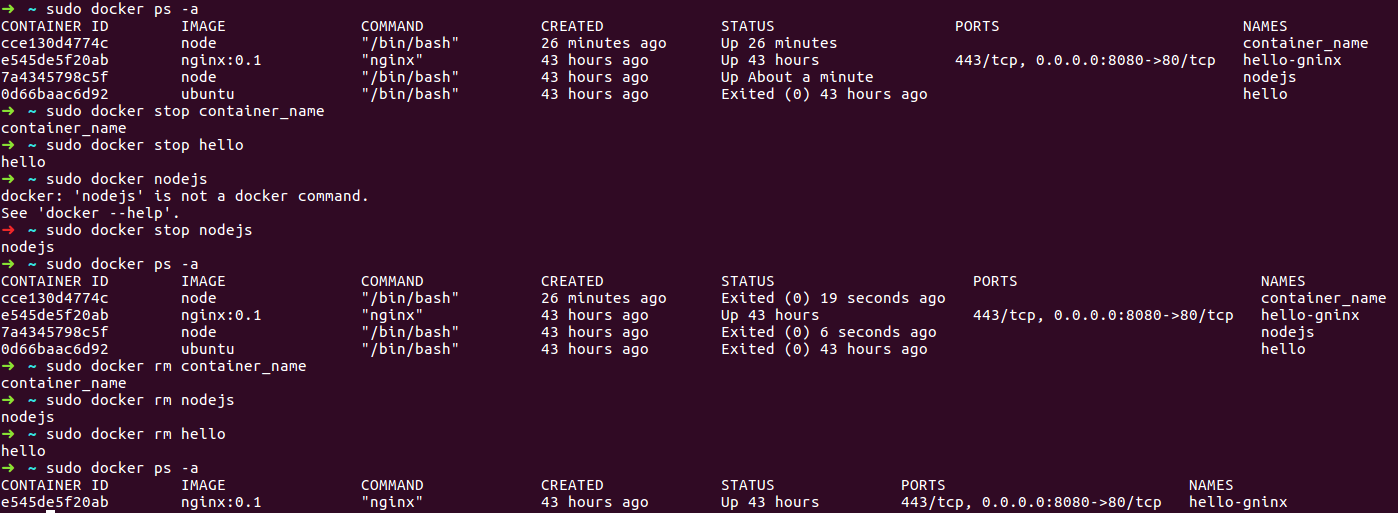 ➜ ~ sudo docker ps -a
CONTAINER ID        IMAGE               COMMAND             CREATED             STATUS                    PORTS                           NAMES
cce130d4774c        node                "/bin/bash"         26 minutes ago      Up 26 minutes                                             container_name
e545de5f20ab        nginx:0.1           "nginx"             43 hours ago        Up 43 hours               443/tcp, 0.0.0.0:8080->80/tcp   hello-gninx
7a4345798c5f        node                "/bin/bash"         43 hours ago        Up About a minute                                         nodejs
0d66baac6d92        ubuntu              "/bin/bash"         43 hours ago        Exited (0) 43 hours ago                                   hello
➜ ~ sudo docker stop container_name
container_name
➜ ~ sudo docker stop hello
hello
➜ ~ sudo docker nodejs
docker: 'nodejs' is not a docker command.
See 'docker --help'.
➜ ~ sudo docker stop nodejs
nodejs
➜ ~ sudo docker ps -a
CONTAINER ID        IMAGE               COMMAND             CREATED             STATUS                      PORTS                           NAMES
cce130d4774c        node                "/bin/bash"         26 minutes ago      Exited (0) 19 seconds ago                                   container_name
e545de5f20ab        nginx:0.1           "nginx"             43 hours ago        Up 43 hours                 443/tcp, 0.0.0.0:8080->80/tcp   hello-gninx
7a4345798c5f        node                "/bin/bash"         43 hours ago        Exited (0) 6 seconds ago                                    nodejs
0d66baac6d92        ubuntu              "/bin/bash"         43 hours ago        Exited (0) 43 hours ago                                     hello
➜ ~ sudo docker rm container_name
container_name
➜ ~ sudo docker rm nodejs
nodejs
➜ ~ sudo docker rm hello
hello
➜ ~ sudo docker ps -a
CONTAINER ID        IMAGE               COMMAND             CREATED             STATUS              PORTS                           NAMES
e545de5f20ab        nginx:0.1           "nginx"             43 hours ago        Up 43 hours         443/tcp, 0.0.0.0:8080->80/tcp   hello-gninx